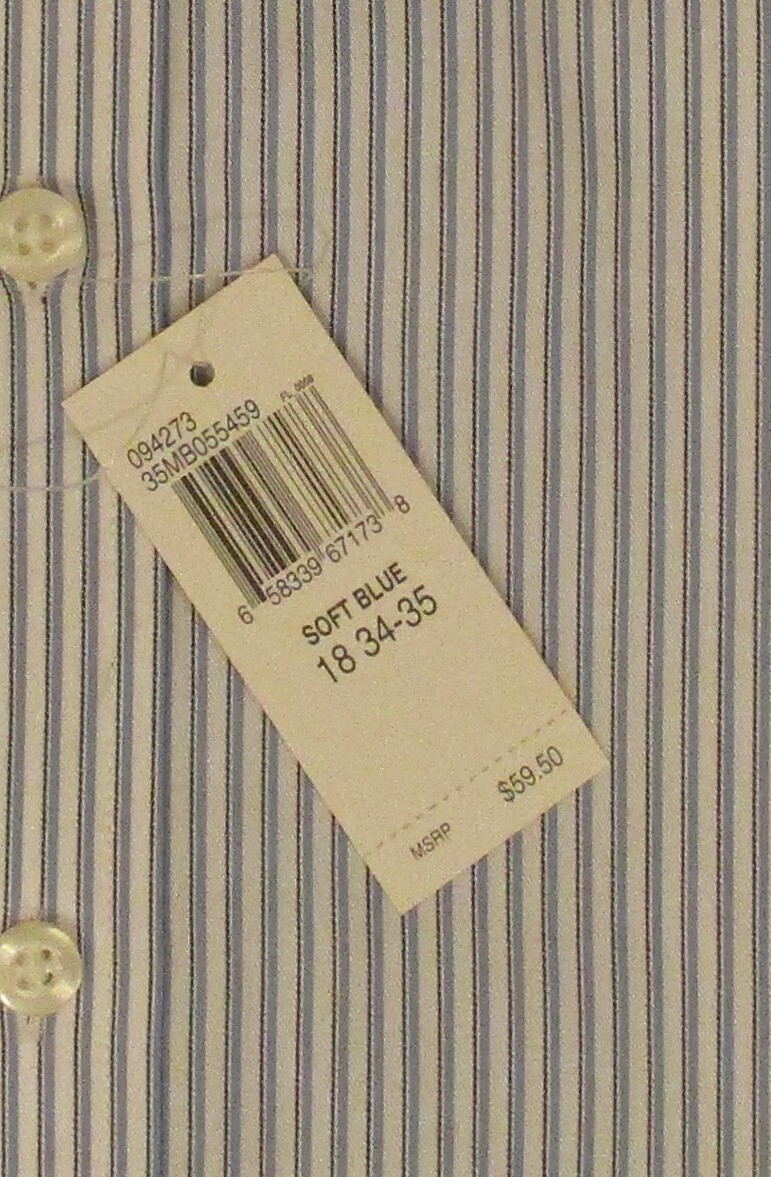 094273
35MB055459
PL 0008
6 58339 67173 8
SOFT BLUE
18 34-35
MSRP $59.50